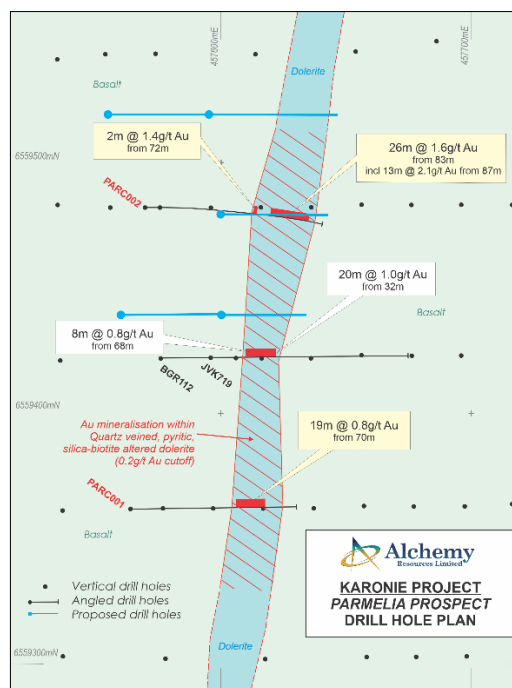 457600mE
457700mE
Dolerite
Basalt
2m @ 1.4g/t Au
from 72m
26m @ 1.6g/t Au
from 83m
incl 13m @ 2.1g/t Au from 87m
6559500mN
PARC002
20m @ 1.0g/t Au
from 32m
8m @ 0.8g/t Au
from 68m
Basalt
BGR112
JVK719
6559400mN
Au mineralisation within
Quartz veined, pyritic,
silica-biotite altered dolerite
(0.2g/t Au cutoff)
19m @ 0.8g/t Au
from 70m
PARC001
Basalt
Alchemy
Resources Limited
KARONIE PROJECT
PARMELIA PROSPECT
DRILL HOLE PLAN
Vertical drill holes
Angled drill holes
Proposed drill holes
Dolerite
6559300mN